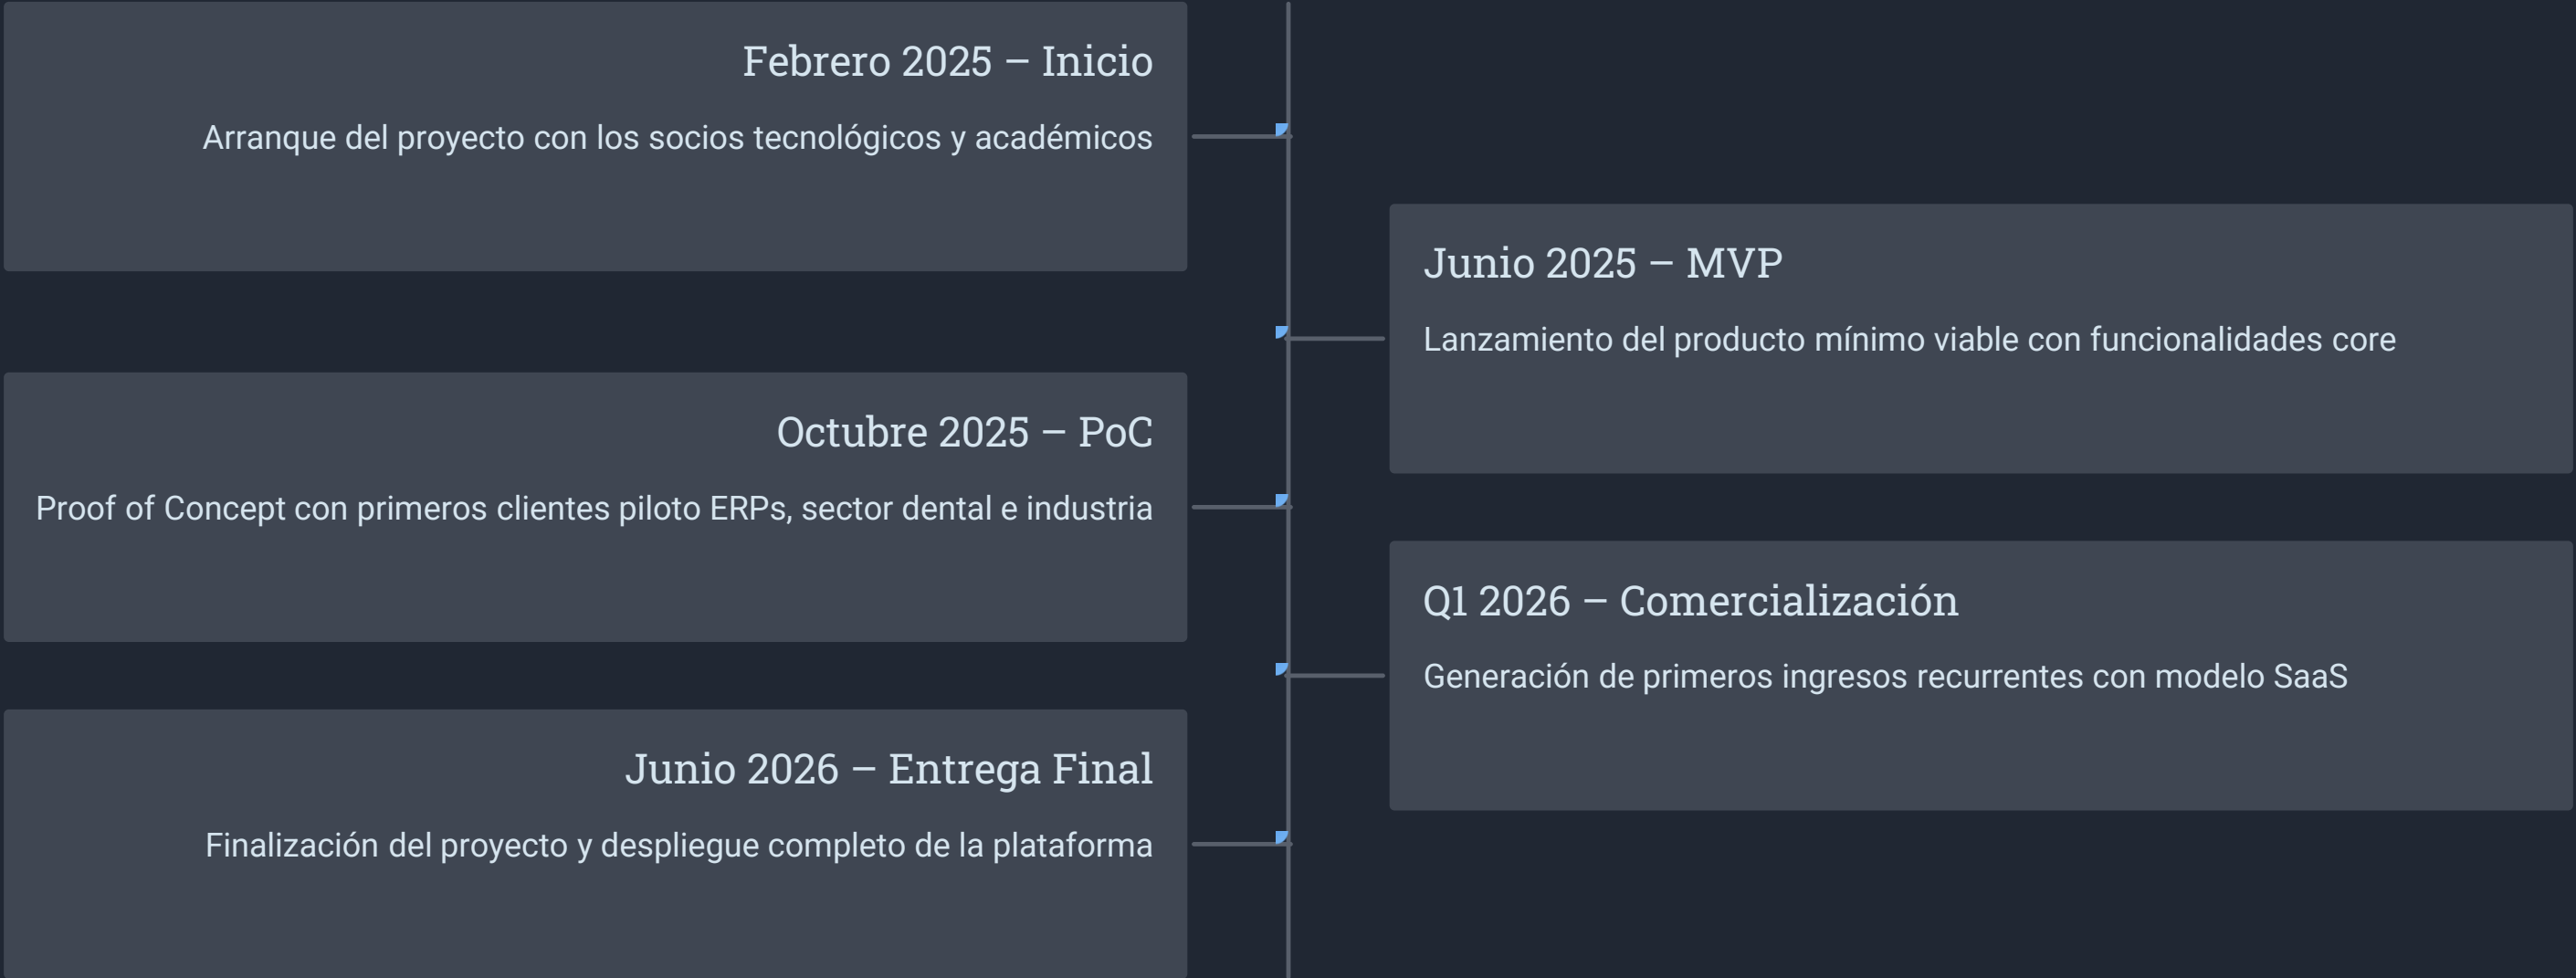 Febrero 2025 – Inicio
Arranque del proyecto con los socios tecnológicos y académicos
Junio 2025 – MVP
Lanzamiento del producto mínimo viable con funcionalidades core
Octubre 2025 – PoC
Proof of Concept con primeros clientes piloto ERPs, sector dental e industria
Q1 2026 – Comercialización
Generación de primeros ingresos recurrentes con modelo SaaS
Junio 2026 – Entrega Final
Finalización del proyecto y despliegue completo de la plataforma